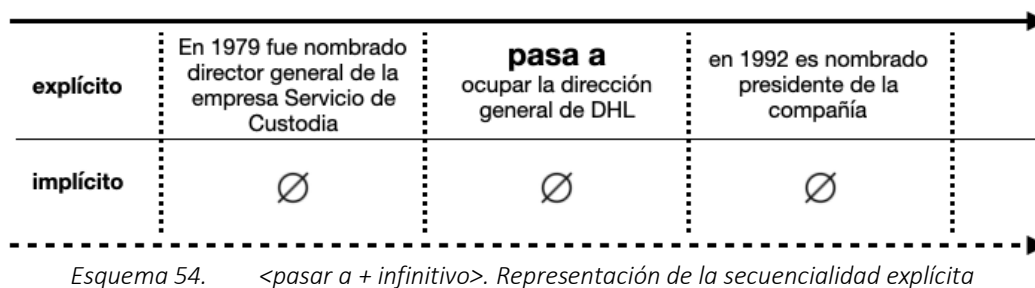 explícito
En 1979 fue nombrado
director general de la
empresa Servicio de
Custodia
pasa a
ocupar la dirección
general de DHL
en 1992 es nombrado
presidente de la
compañía
implícito
∅
∅
∅
Esquema 54. <pasar a + infinitivo>. Representación de la secuencialidad explícita